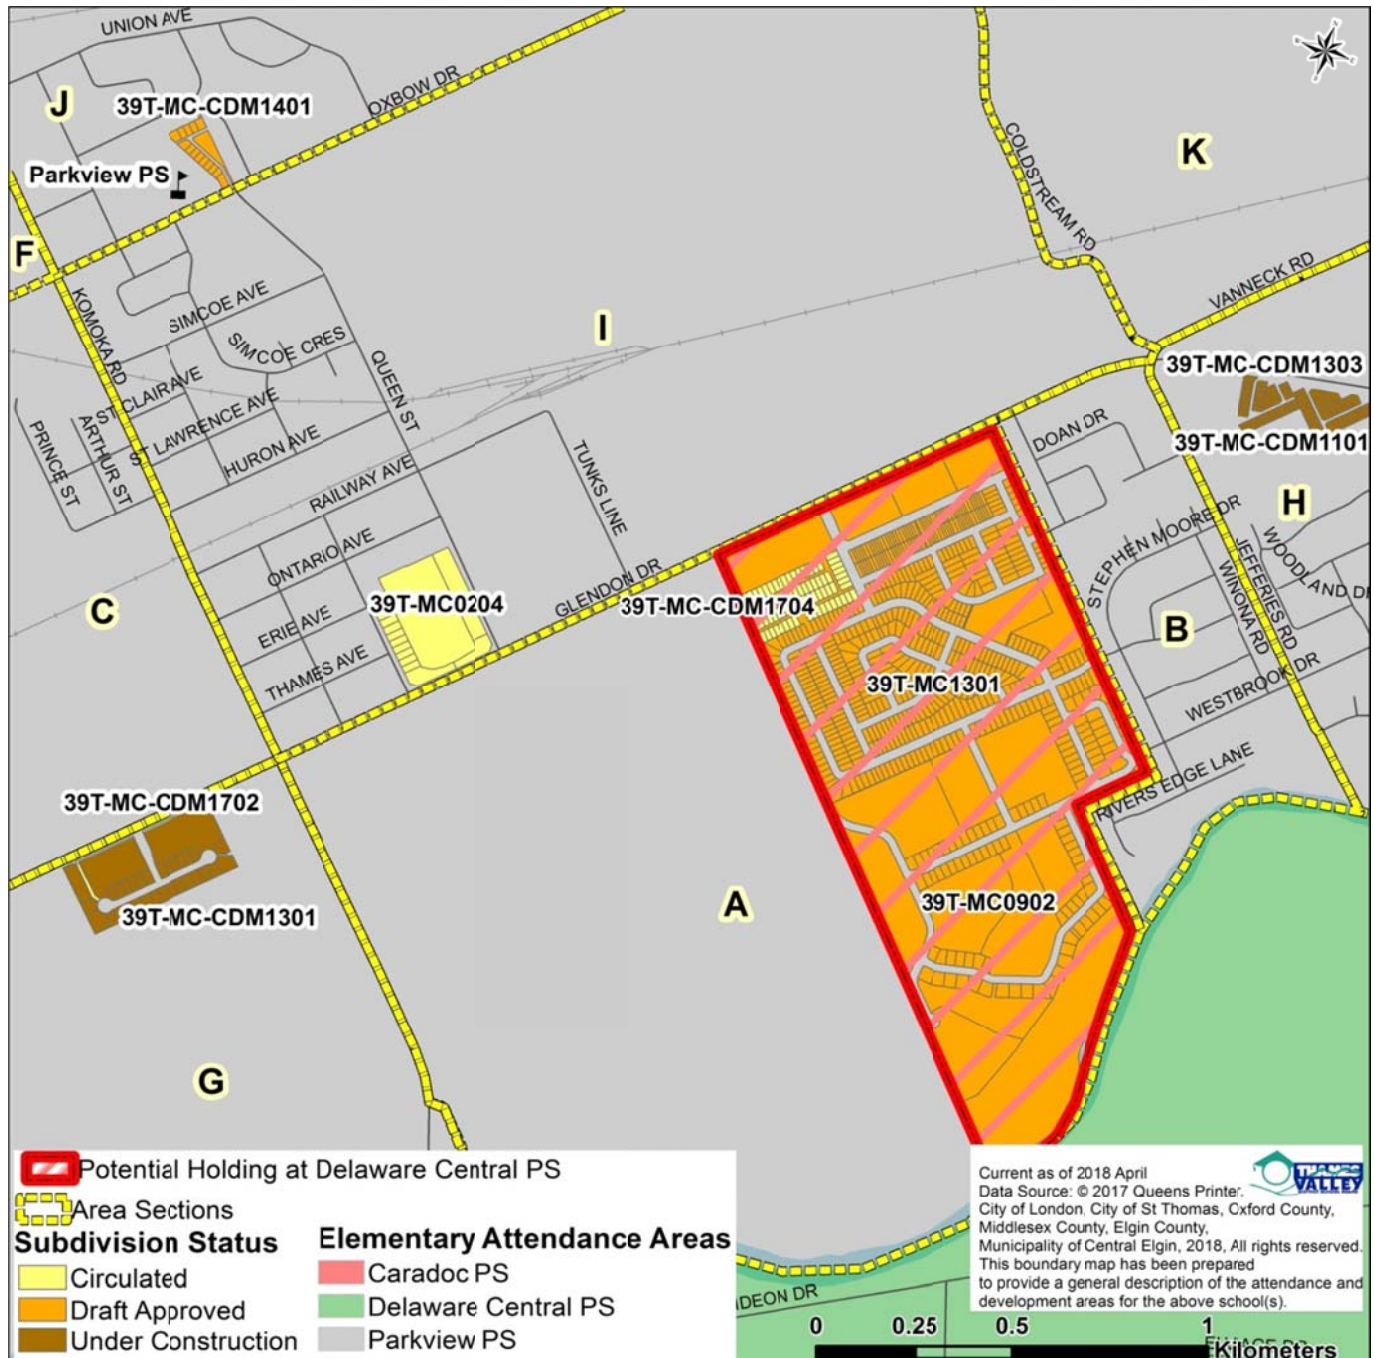 UNION AVE
J
39T-MC-CDM1401
OXBOW DR
Parkview PS
K
COLDSTREAM RD
F
VANNECK RD
KOMOKA RD
SIMCOE AVE
SIMCOE CRES
I
QUEEN ST
39T-MC-CDM1303
ST CLAIR AVE
ST LAWRENCE AVE
ARTHUR ST
PRINCE ST
HURON AVE
DOAN DR
39T-MC-CDM1101
RAILWAY AVE
TUNKS LINE
H
STEPHEN MOORE DR
ONTARIO AVE
WOODLAND DR
JEFFERIES RD
WINONA RD
C
39T-MC0204
GLENDON DR
39T-MC-CDM1704
ERIE AVE
B
THAMES AVE
39T-MC1301
WESTBROOK DR
RIVERS EDGE LANE
39T-MC-CDM1702
A
39T-MC0902
39T-MC-CDM1301
G
Potential Holding at Delaware Central PS
Area Sections
Subdivision Status
Circulated
Draft Approved
Under Construction
Elementary Attendance Areas
Caradoc PS
Delaware Central PS
Parkview PS
IDEON DR
Current as of 2018 April
Data Source: © 2017 Queens Printer.
City of London, City of St Thomas, Oxford County,
Middlesex County, Elgin County,
Municipality of Central Elgin, 2018, All rights reserved.
This boundary map has been prepared
to provide a general description of the attendance and
development areas for the above school(s).
THAMES
VALLEY
0 0.25 0.5 1
Kilometers